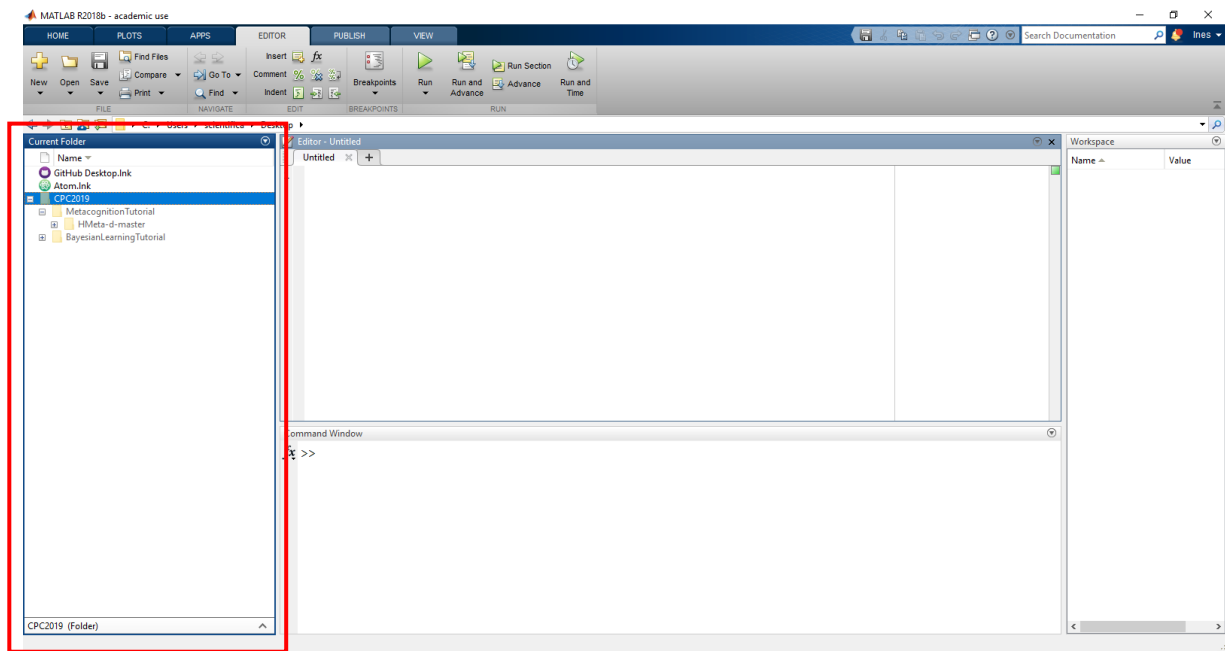 MATLAB R2018b - academic use
HOME PLOTS APPS EDITOR PUBLISH VIEW Search Documentation Ines
New Open Save Find Files Compare Print Go To Find Insert fx Comment Indent Breakpoints Run Run and Advance Run Section Advance Run and Time
FILE NAVIGATE EDIT BREAKPOINTS RUN
C: Users scientifica Desktop
Current Folder
Name
GitHub Desktop.lnk
Atom.lnk
CPC2019
MetacognitionTutorial
HMeta-d-master
BayesianLearningTutorial
CPC2019 (Folder)
Editor - Untitled
Untitled +
Command Window
fx >>
Workspace
Name Value